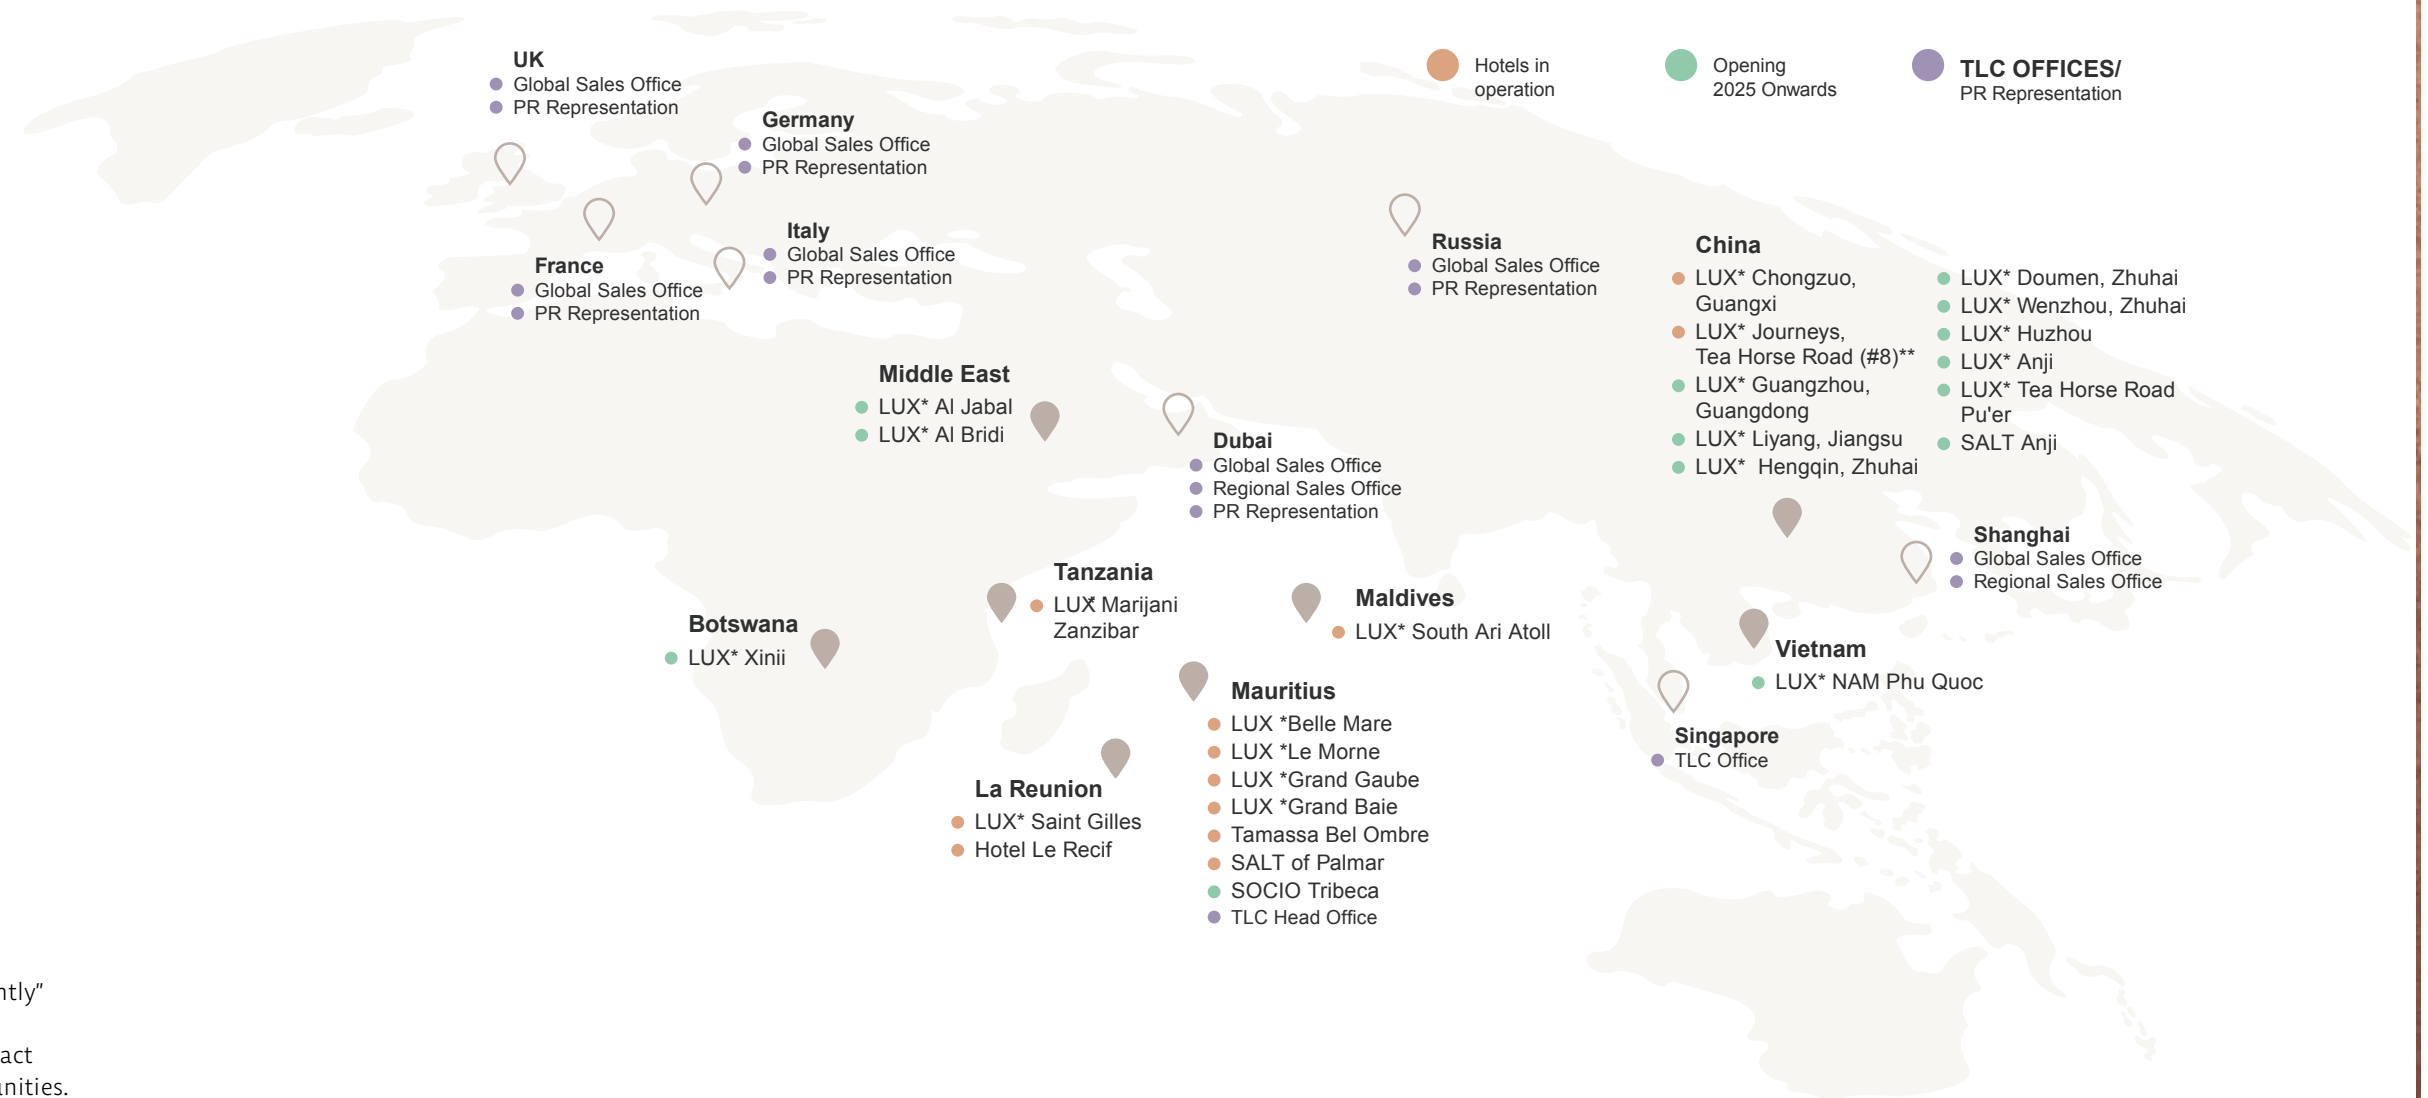 UK
Global Sales Office
PR Representation
Germany
Global Sales Office
PR Representation
Italy
Global Sales Office
PR Representation
France
Global Sales Office
PR Representation
Hotels in
operation
Opening
2025 Onwards
TLC OFFICES/
PR Representation
Russia
Global Sales Office
PR Representation
China
LUX* Chongzuo,
Guangxi
LUX* Journeys,
Tea Horse Road (#8)**
LUX* Guangzhou,
Guangdong
LUX* Liyang, Jiangsu
LUX* Hengqin, Zhuhai
LUX* Doumen, Zhuhai
LUX* Wenzhou, Zhuhai
LUX* Huzhou
LUX* Anji
LUX* Tea Horse Road
Pu'er
SALT Anji
Middle East
LUX* Al Jabal
LUX* Al Bridi
Dubai
Global Sales Office
Regional Sales Office
PR Representation
Shanghai
Global Sales Office
Regional Sales Office
Tanzania
LUX* Marijani
Zanzibar
Maldives
LUX* South Ari Atoll
Botswana
LUX* Xinii
Vietnam
LUX* NAM Phu Quoc
Mauritius
LUX *Belle Mare
LUX *Le Morne
LUX *Grand Gaube
LUX *Grand Baie
Tamassa Bel Ombre
SALT of Palmar
SOCIO Tribeca
TLC Head Office
Singapore
TLC Office
La Reunion
LUX* Saint Gilles
Hotel Le Recif
ntly"
act
unities.